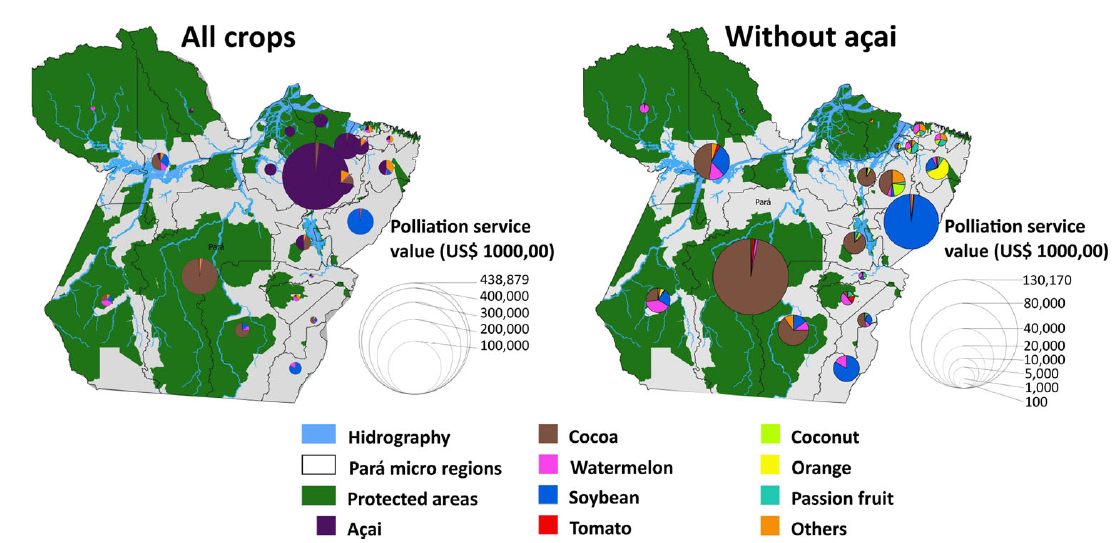 All crops
Without açai
Pará
Polliation service
value (US$ 1000,00)
438,879
400,000
300,000
200,000
100,000
Pará
Polliation service
value (US$ 1000,00)
130,170
80,000
40,000
20,000
10,000
5,000
1,000
100
Hidrography
Cocoa
Coconut
Pará micro regions
Watermelon
Orange
Protected areas
Soybean
Passion fruit
Açai
Tomato
Others